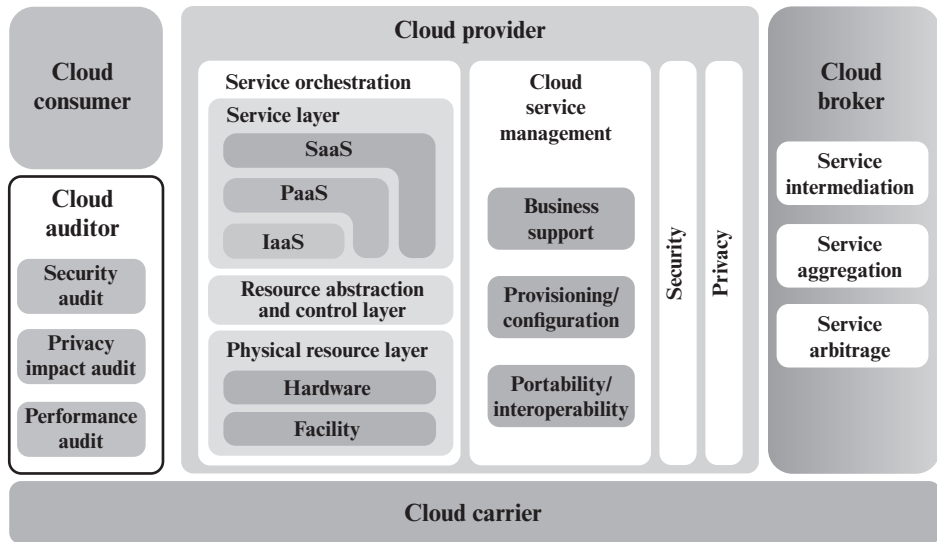 Cloud
consumer
Cloud
auditor
Security
audit
Privacy
impact audit
Performance
audit
Cloud provider
Service orchestration
Service layer
SaaS
PaaS
IaaS
Resource abstraction
and control layer
Physical resource layer
Hardware
Facility
Cloud
service
management
Business
support
Provisioning/
configuration
Portability/
interoperability
Security
Privacy
Cloud
broker
Service
intermediation
Service
aggregation
Service
arbitrage
Cloud carrier